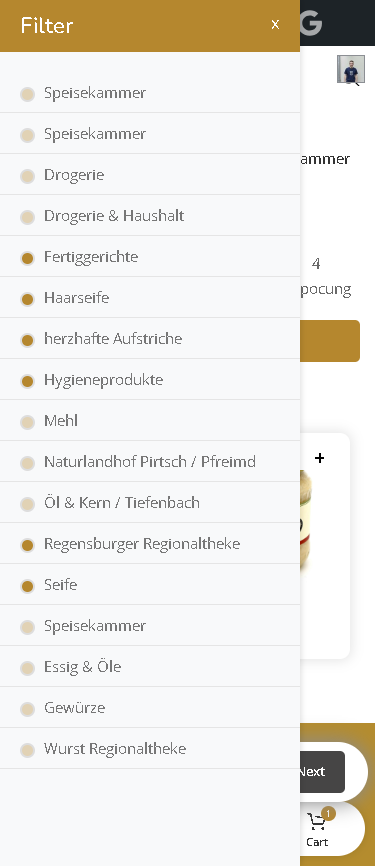 Filter
x
G
Speisekammer
Speisekammer
ammer
Drogerie
Drogerie & Haushalt
Fertiggerichte
4
Haarseife
pocung
herzhafte Aufstriche
Hygieneprodukte
Mehl
Naturlandhof Pirtsch / Pfreimd
+
Öl & Kern / Tiefenbach
Regensburger Regionaltheke
Seife
Speisekammer
Essig & Öle
Gewürze
Wurst Regionaltheke
Next
1
Cart